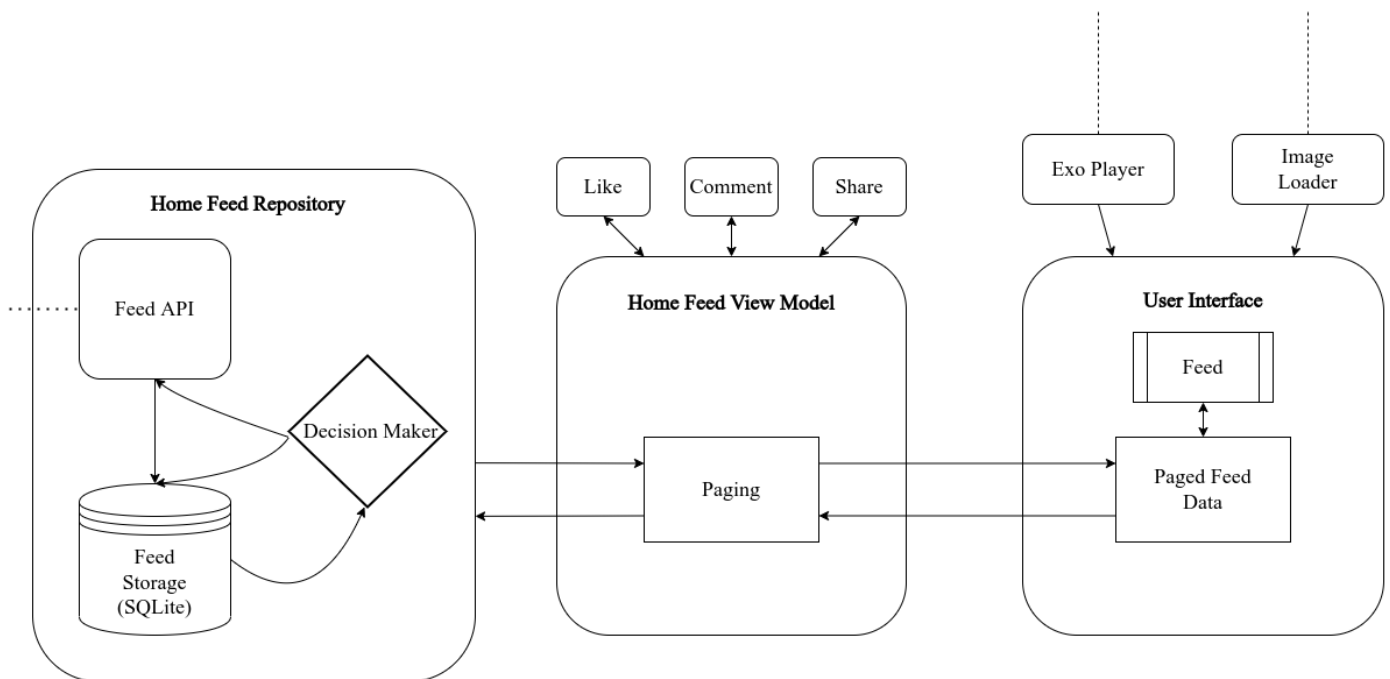 Home Feed Repository
Feed API
Decision Maker
Feed
Storage
(SQLite)
Like
Comment
Share
Home Feed View Model
Paging
Exo Player
Image
Loader
User Interface
Feed
Paged Feed
Data